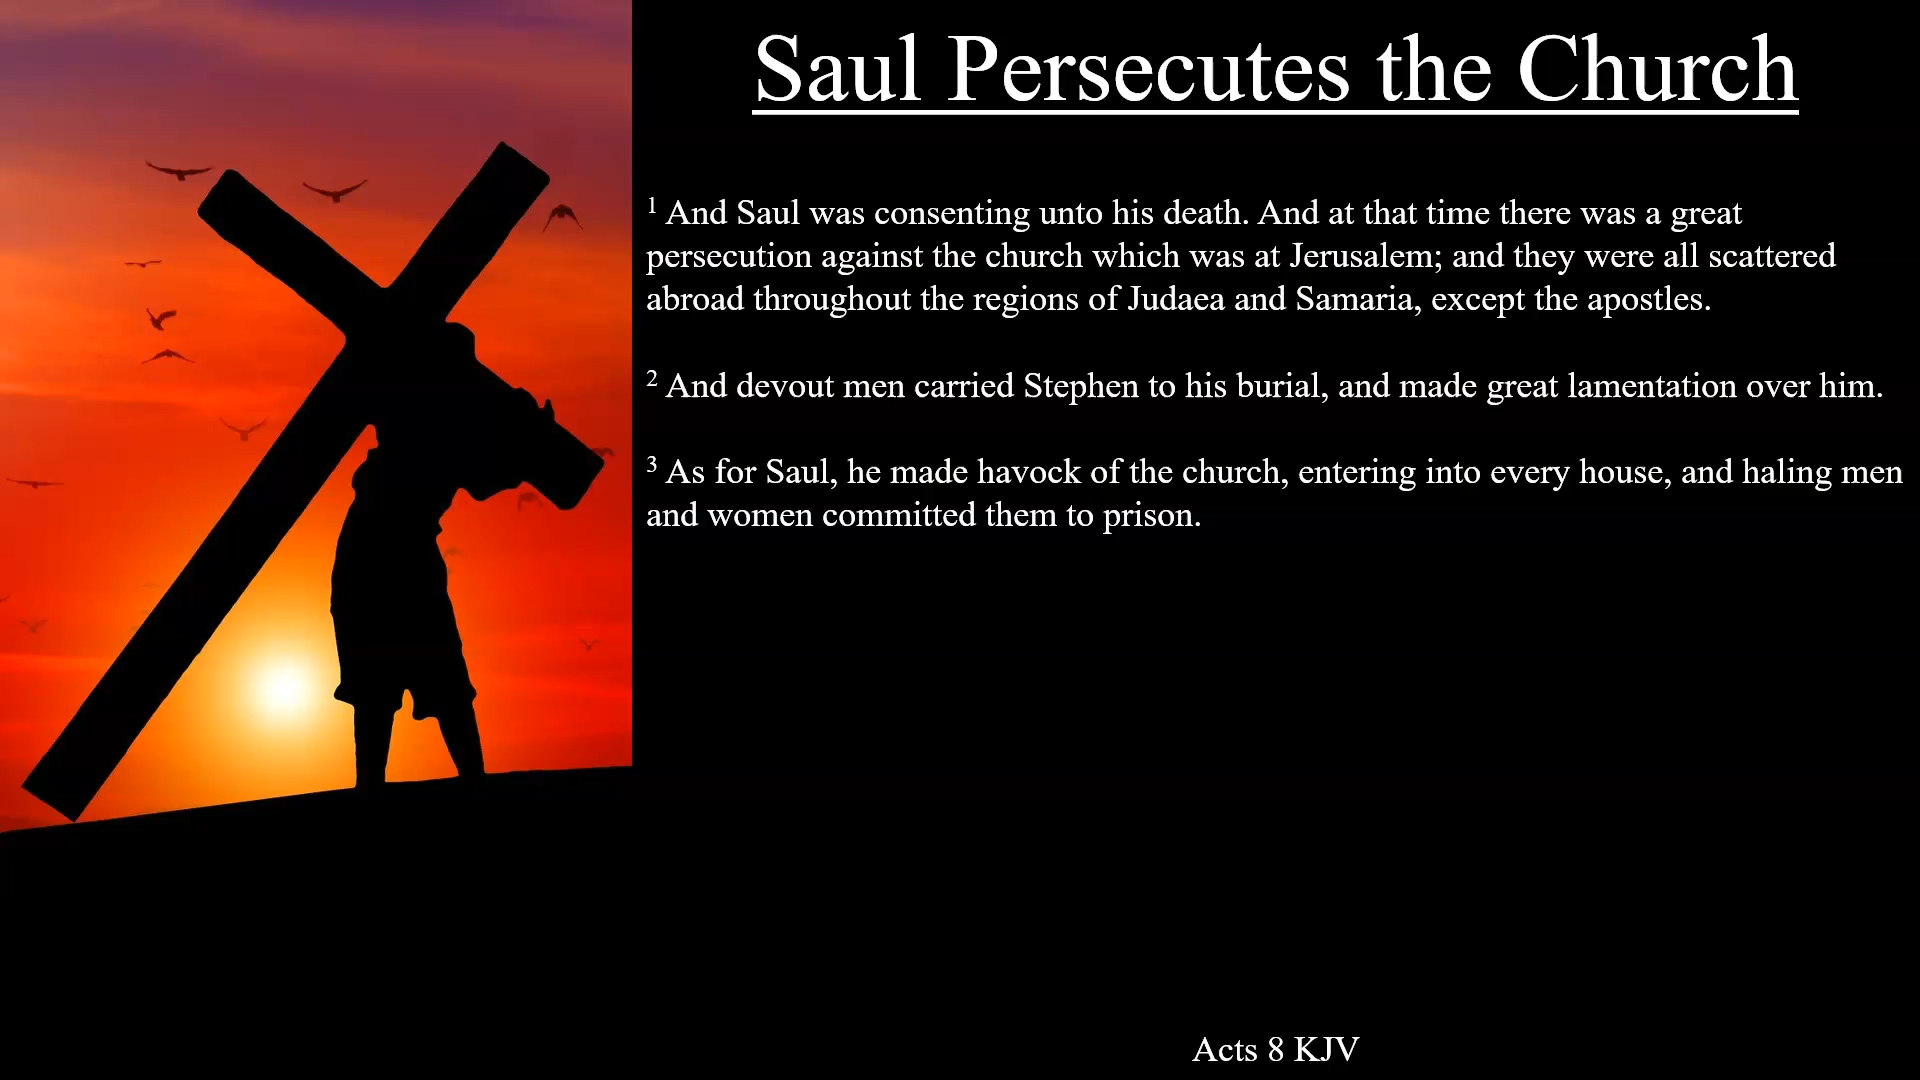 Saul Persecutes the Church
1 And Saul was consenting unto his death. And at that time there was a great
persecution against the church which was at Jerusalem; and they were all scattered
abroad throughout the regions of Judaea and Samaria, except the apostles.
2 And devout men carried Stephen to his burial, and made great lamentation over him.
3 As for Saul, he made havock of the church, entering into every house, and haling men
and women committed them to prison.
Acts 8 KJV